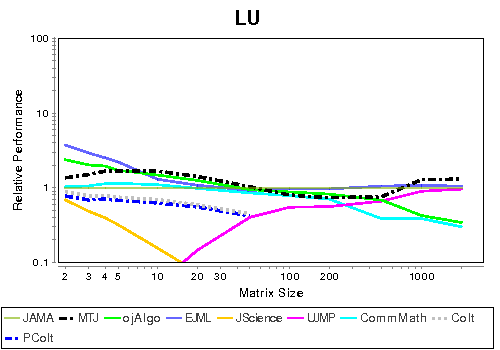 LU
100
10
1
0.1
Relative Performance
2 3 4 5 10 20 30 100 200 1000
Matrix Size
JAMA MTJ ojAlgo EJML JScience UJMP CommMath Colt
PColt